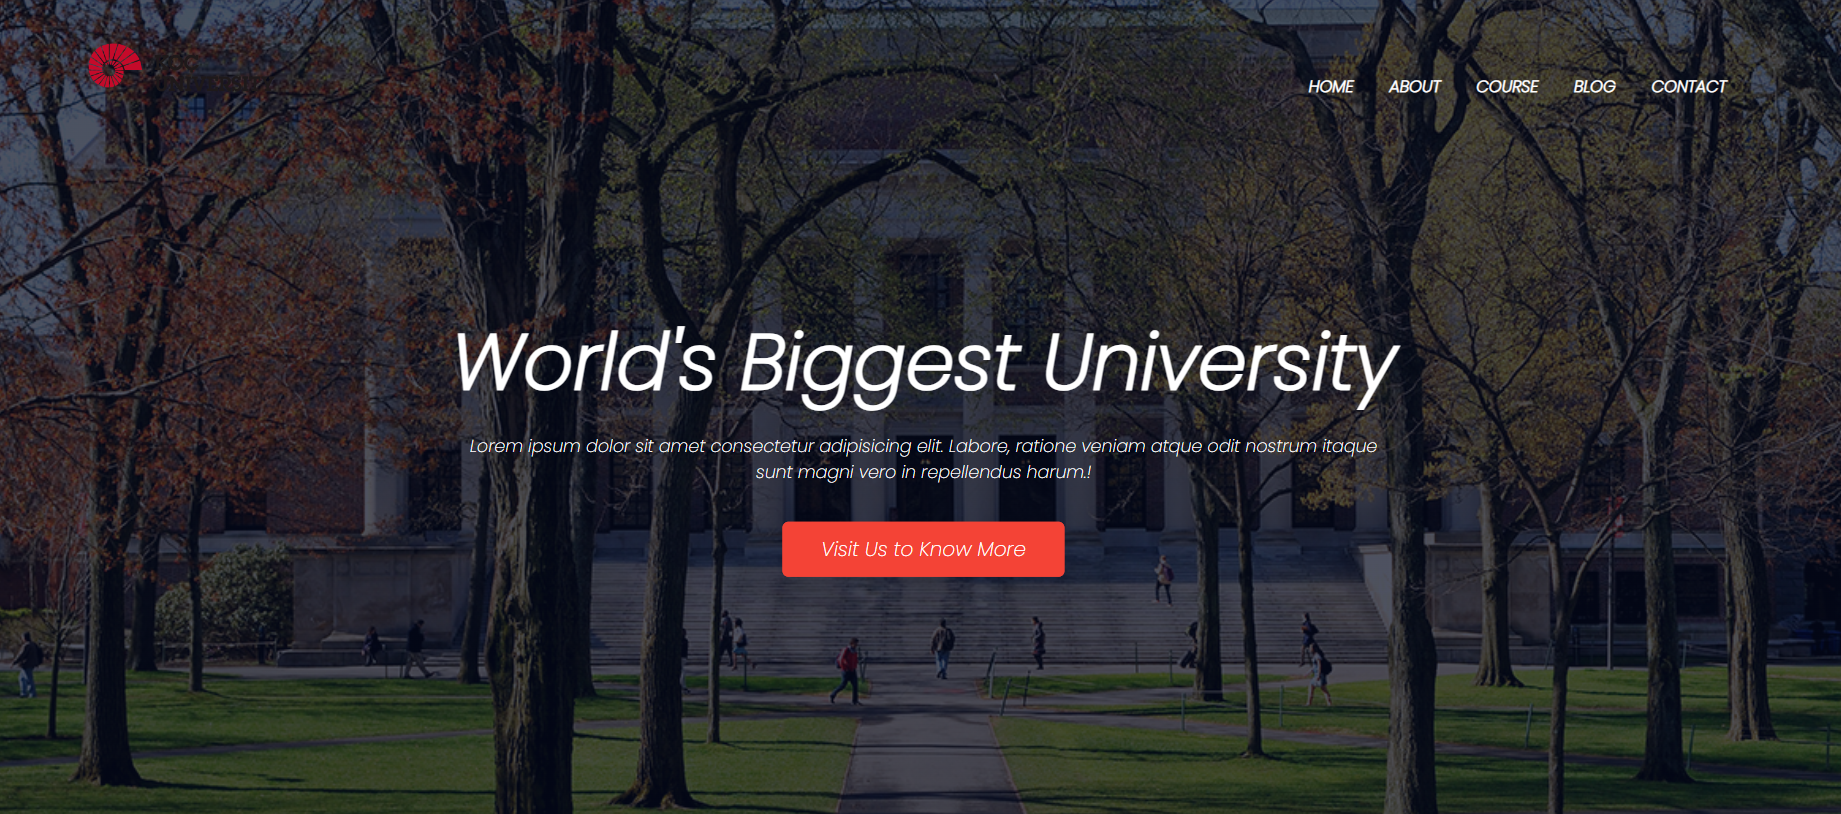 HOME ABOUT COURSE BLOG CONTACT
World's Biggest University
Lorem ipsum dolor sit amet consectetur adipisicing elit. Labore, ratione veniam atque odit nostrum itaque
sunt magni vero in repellendus harum.!
Visit Us to Know More